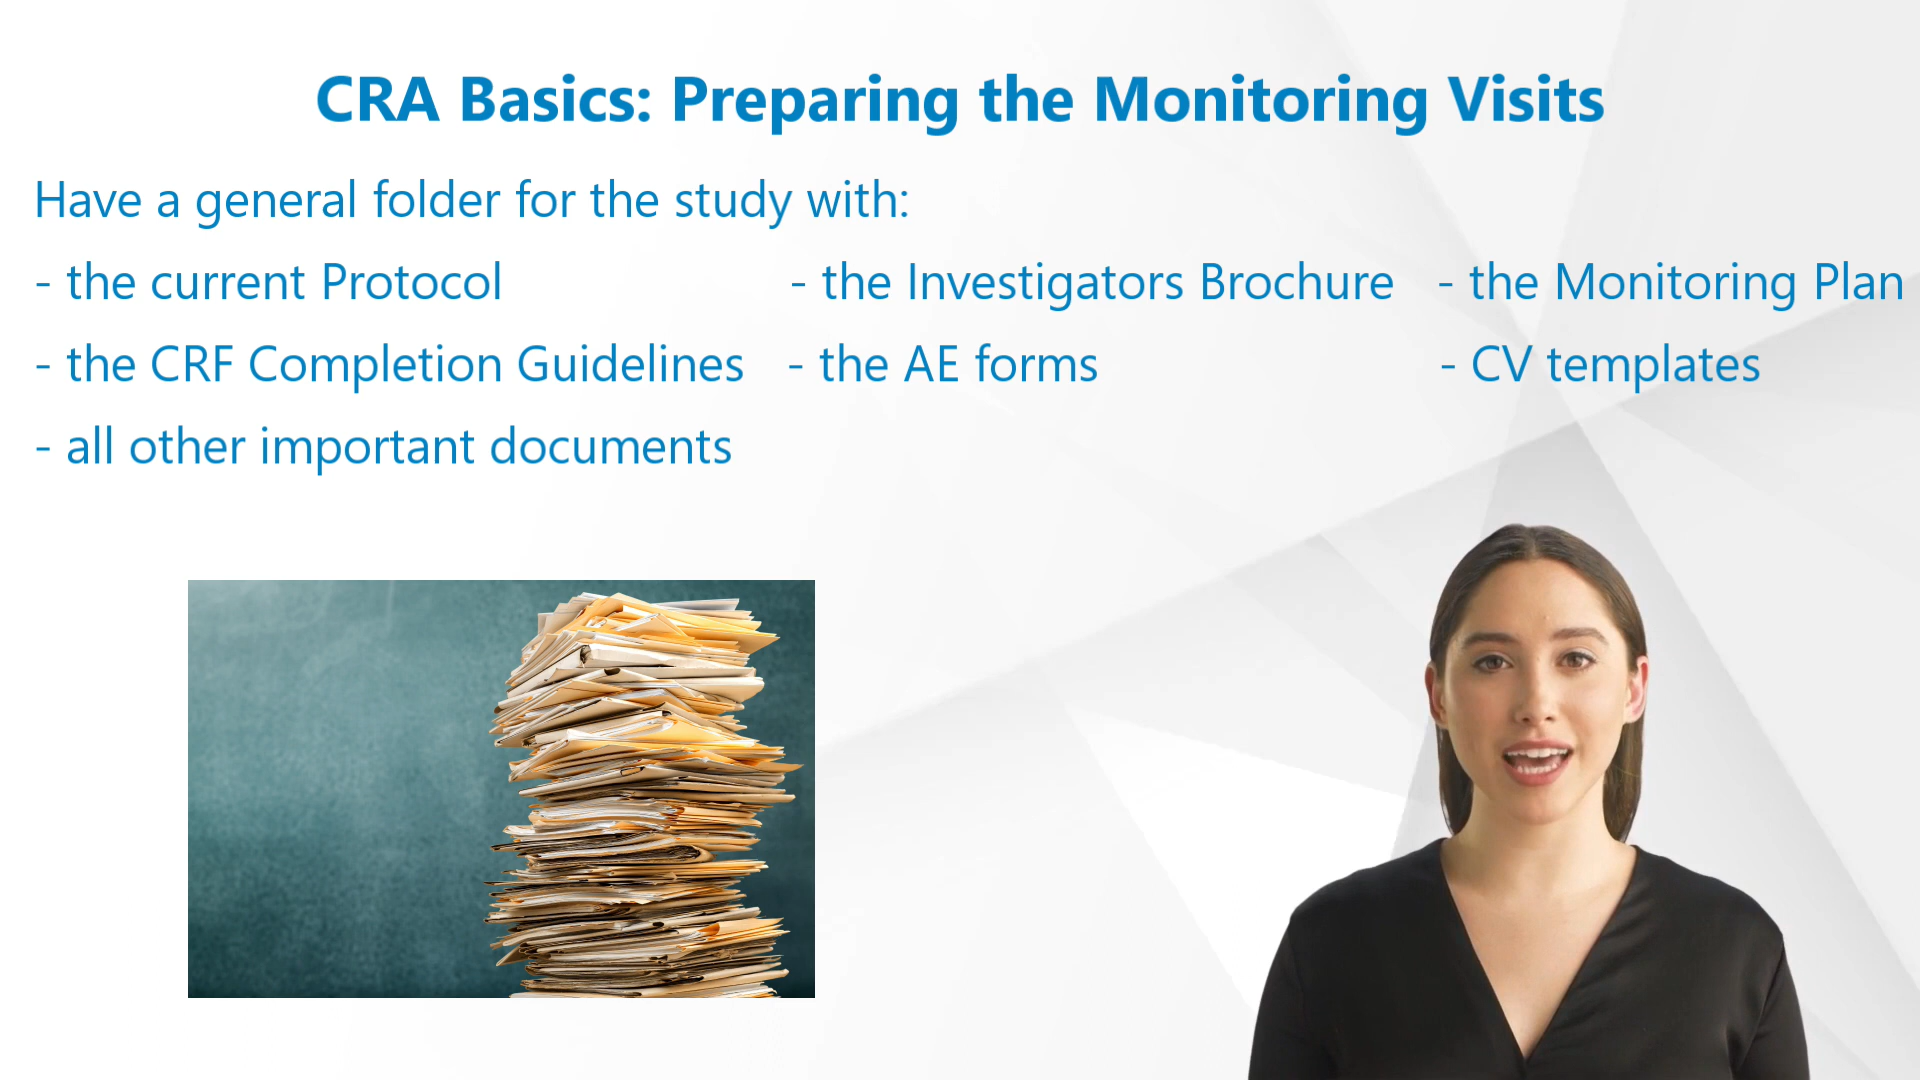 CRA Basics: Preparing the Monitoring Visits
Have a general folder for the study with:
- the current Protocol - the Investigators Brochure - the Monitoring Plan
- the CRF Completion Guidelines - the AE forms - CV templates
- all other important documents